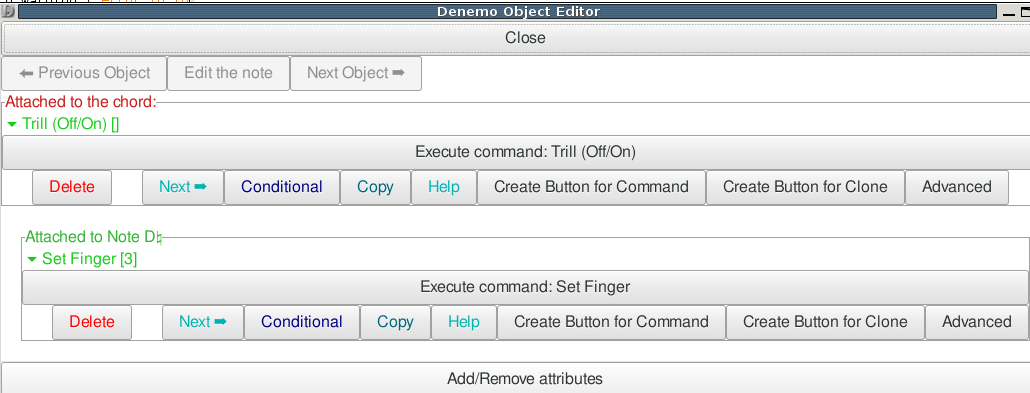 Denemo Object Editor
Close
⬅ Previous Object Edit the note Next Object ➡
Attached to the chord:
Trill (Off/On) []
Execute command: Trill (Off/On)
Delete Next ➡ Conditional Copy Help Create Button for Command Create Button for Clone Advanced
Attached to Note D♮
Set Finger [3]
Execute command: Set Finger
Delete Next ➡ Conditional Copy Help Create Button for Command Create Button for Clone Advanced
Add/Remove attributes